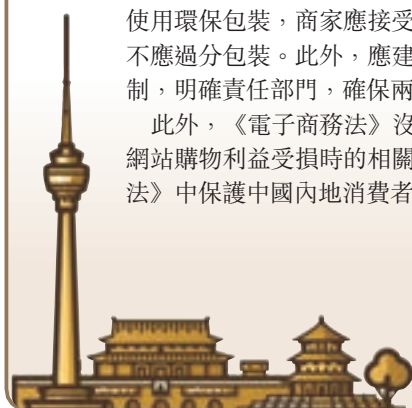 使用環保包裝，商家應接受
不應過分包裝。此外，應建
制，明確責任部門，確保兩
此外，《電子商務法》沒
網站購物利益受損時的相關
法》中保護中國內地消費者